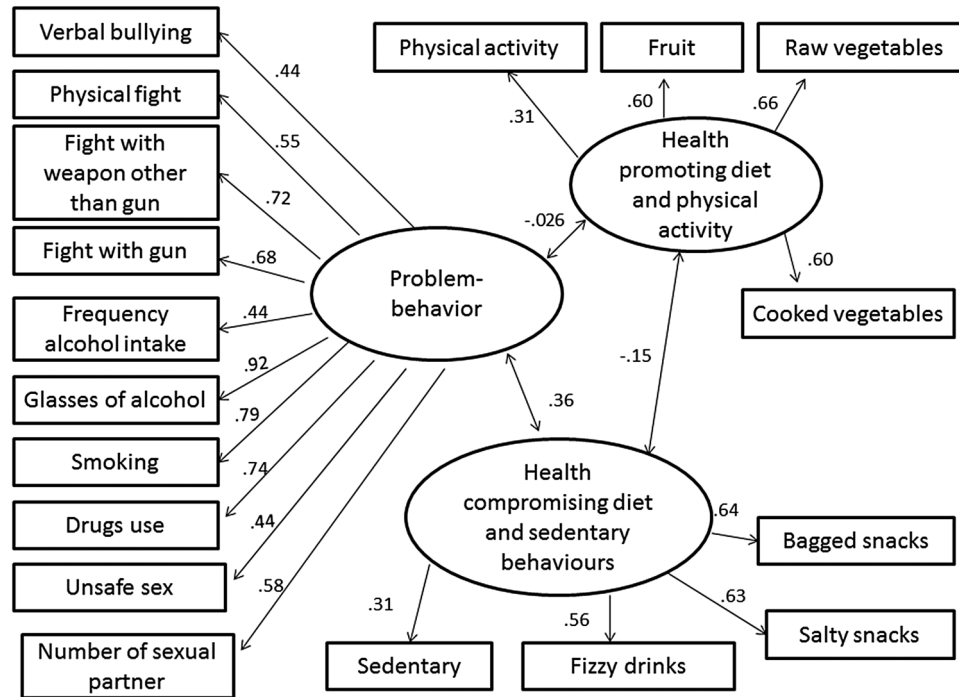 Verbal bullying
Physical fight
Fight with
weapon other
than gun
Fight with gun
Frequency
alcohol intake
Glasses of alcohol
Smoking
Drugs use
Unsafe sex
Number of sexual
partner
.44
.55
.72
.68
.44
.92
.79
.74
.44
.58
Problem-
behavior
Physical activity
Fruit
Raw vegetables
.31
.60
.66
Health
promoting diet
and physical
activity
-.026
.60
Cooked vegetables
-.15
.36
Health
compromising diet
and sedentary
behaviours
.64
Bagged snacks
.63
Salty snacks
.56
Fizzy drinks
.31
Sedentary